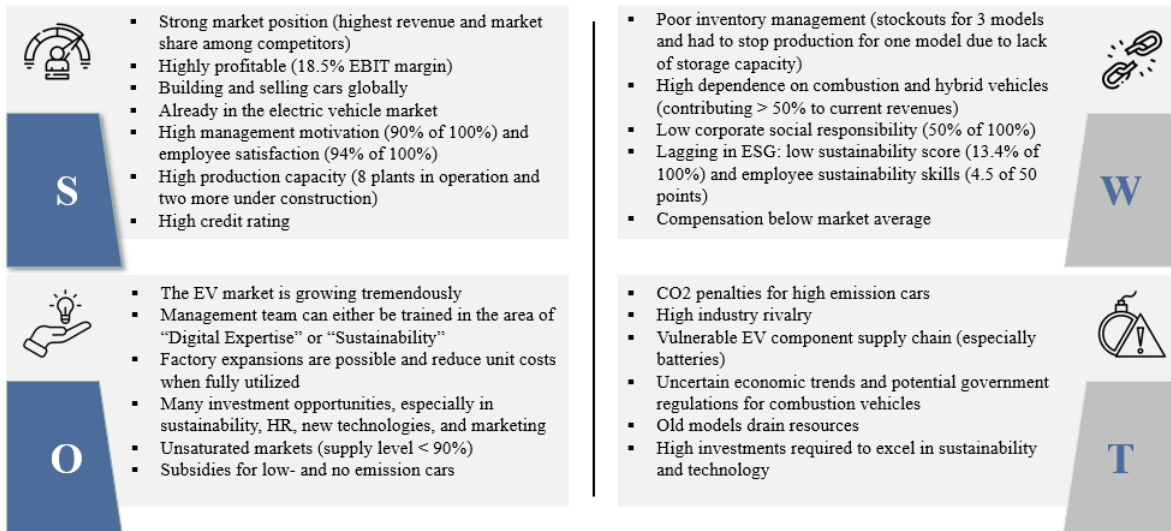 ▪ Strong market position (highest revenue and market
share among competitors)
▪ Highly profitable (18.5% EBIT margin)
▪ Building and selling cars globally
▪ Already in the electric vehicle market
▪ High management motivation (90% of 100%) and
employee satisfaction (94% of 100%)
▪ High production capacity (8 plants in operation and
two more under construction)
▪ High credit rating
S
▪ Poor inventory management (stockouts for 3 models
and had to stop production for one model due to lack
of storage capacity)
▪ High dependence on combustion and hybrid vehicles
(contributing > 50% to current revenues)
▪ Low corporate social responsibility (50% of 100%)
▪ Lagging in ESG: low sustainability score (13.4% of
100%) and employee sustainability skills (4.5 of 50
points)
▪ Compensation below market average
W
▪ The EV market is growing tremendously
▪ Management team can either be trained in the area of
“Digital Expertise” or “Sustainability”
▪ Factory expansions are possible and reduce unit costs
when fully utilized
▪ Many investment opportunities, especially in
sustainability, HR, new technologies, and marketing
▪ Unsaturated markets (supply level < 90%)
▪ Subsidies for low- and no emission cars
O
▪ CO2 penalties for high emission cars
▪ High industry rivalry
▪ Vulnerable EV component supply chain (especially
batteries)
▪ Uncertain economic trends and potential government
regulations for combustion vehicles
▪ Old models drain resources
▪ High investments required to excel in sustainability
and technology
T